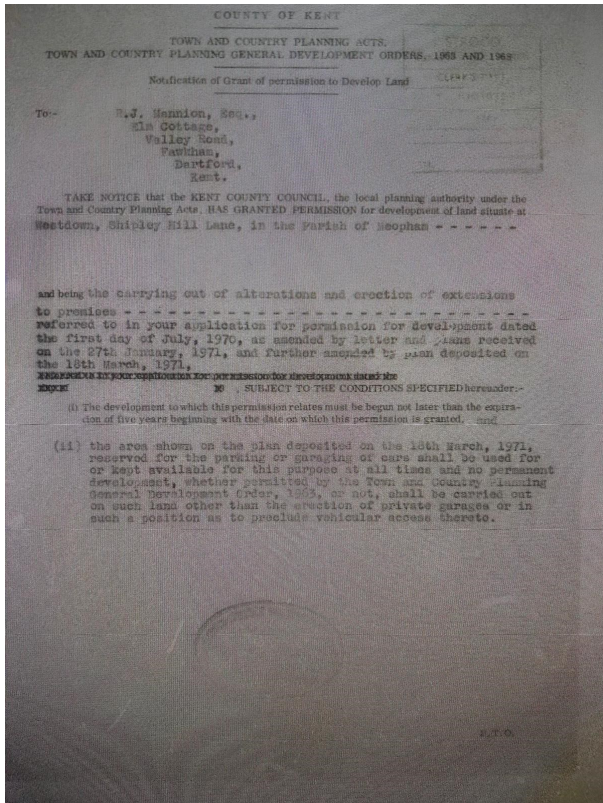 COUNTY OF KENT
TOWN AND COUNTRY PLANNING ACTS.
TOWN AND COUNTRY PLANNING GENERAL DEVELOPMENT ORDERS, 1963 AND 1965
Notification of Grant of permission to Develop Land
To:-
R.J. Mannion, Esq.,
Elm Cottage,
Valley Road,
Fawkham,
Dartford,
Kent.
TAKE NOTICE that the KENT COUNTY COUNCIL, the local planning authority under the
Town and Country Planning Acts, HAS GRANTED PERMISSION for development of land situate at
Westdown, Shipley Hill Lane, in the Parish of Meopham - - - - - -
and being the carrying out of alterations and erection of extensions
to premises - - - - - - - - - - - - - - - - - - - - - - - - - - - -
referred to in your application for permission for development dated
the first day of July, 1970, as amended by letter and plans received
on the 27th January, 1971, and further amended by plan deposited on
the 18th March, 1971,
, SUBJECT TO THE CONDITIONS SPECIFIED hereunder:-
(i) The development to which this permission relates must be begun not later than the expira-
tion of five years beginning with the date on which this permission is granted, and
(ii) the area shown on the plan deposited on the 18th March, 1971,
reserved for the parking or garaging of cars shall be used for
or kept available for this purpose at all times and no permanent
development, whether permitted by the Town and Country Planning
General Development Order, 1963, or not, shall be carried out
on such land other than the erection of private garages or in
such a position as to preclude vehicular access thereto.
P.T.O.